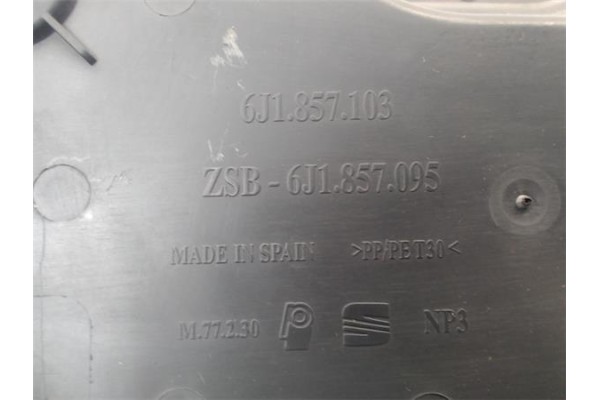 6J1.857.103
ZSB - 6J1.857.095
MADE IN SPAIN >PP/PE T30<
M.77.2.30 NP3